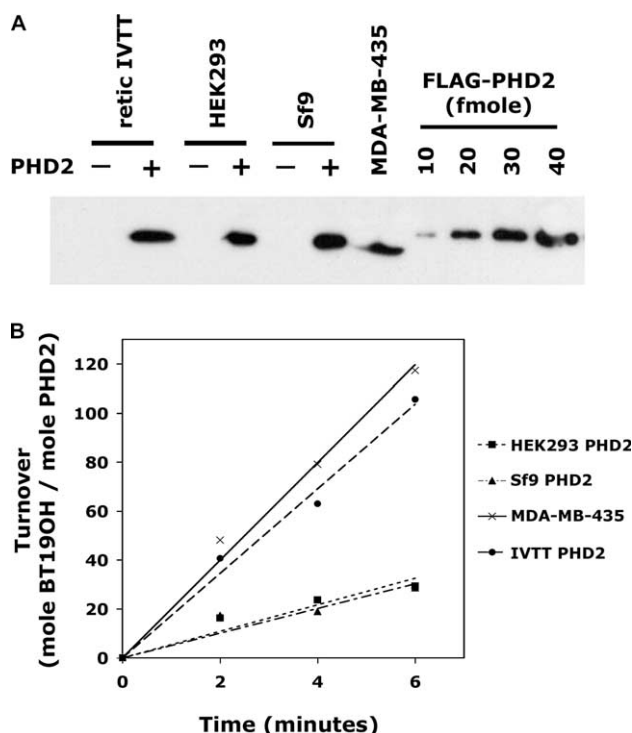 A
retic IVTT
HEK293
Sf9
MDA-MB-435
FLAG-PHD2
(fmole)
10 20 30 40
PHD2 – + – + – +
B
Turnover
(mole BT19OH / mole PHD2)
120
100
80
60
40
20
0
0 2 4 6
Time (minutes)
HEK293 PHD2
Sf9 PHD2
MDA-MB-435
IVTT PHD2